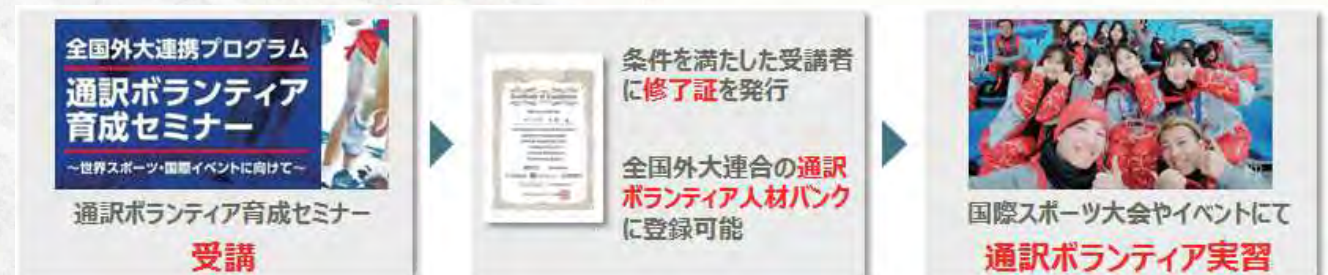 全国外大連携プログラム
通訳ボランティア
育成セミナー
～世界スポーツ・国際イベントに向けて～
通訳ボランティア育成セミナー
受講
条件を満たした受講者
に修了証を発行
全国外大連合の通訳
ボランティア人材バンク
に登録可能
国際スポーツ大会やイベントにて
通訳ボランティア実習